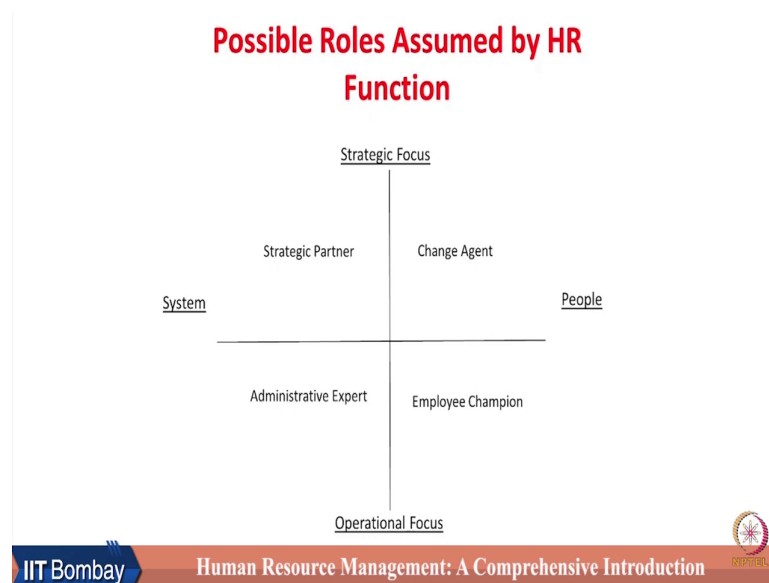 Possible Roles Assumed by HR
Function
Strategic Focus
Strategic Partner
Change Agent
System
People
Administrative Expert
Employee Champion
Operational Focus
IIT Bombay
Human Resource Management: A Comprehensive Introduction
NPTEL